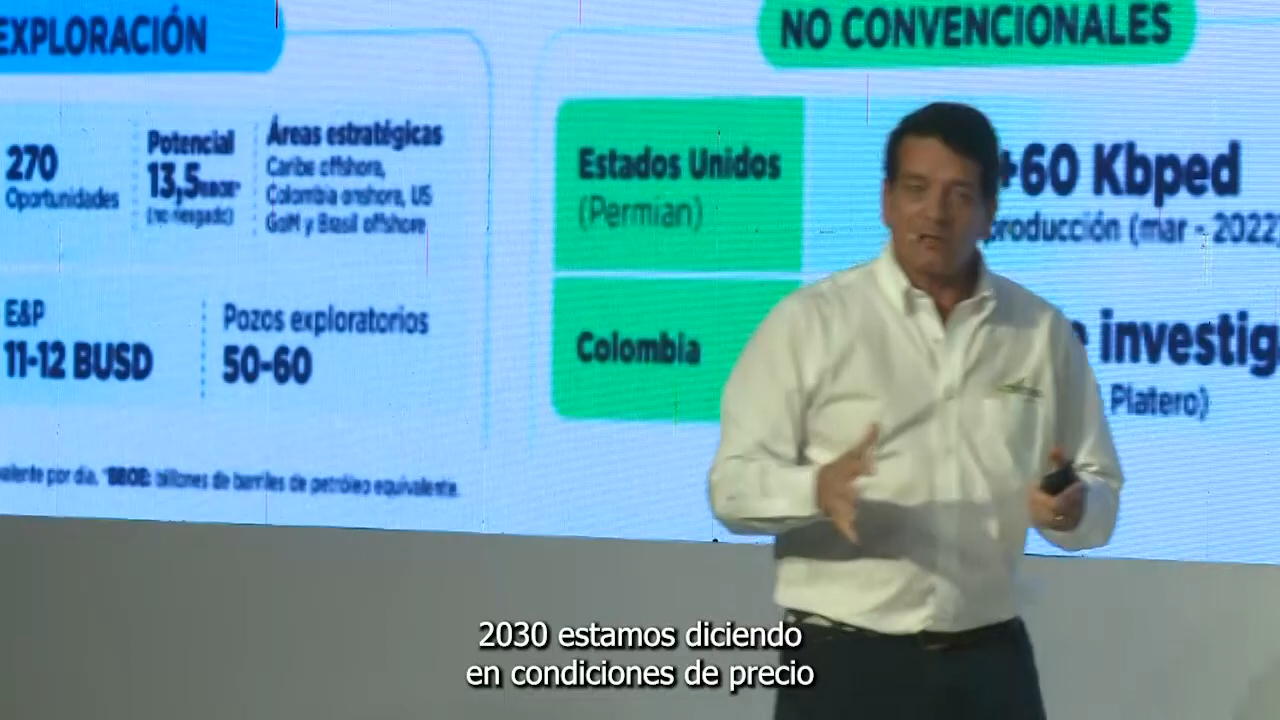 EXPLORACIÓN
270
Oportunidades
Potencial
13,5
(no riesgado)
Áreas estratégicas
Caribe offshore,
Colombia onshore, US
GoM y Brasil offshore
E&P
11-12 BUSD
Pozos exploratorios
50-60
valente por día. *BBOE: billones de barriles de petróleo equivalente.
NO CONVENCIONALES
Estados Unidos
(Permian)
+60 Kbped
producción (mar - 2022)
Colombia
investig
Platero)
2030 estamos diciendo
en condiciones de precio